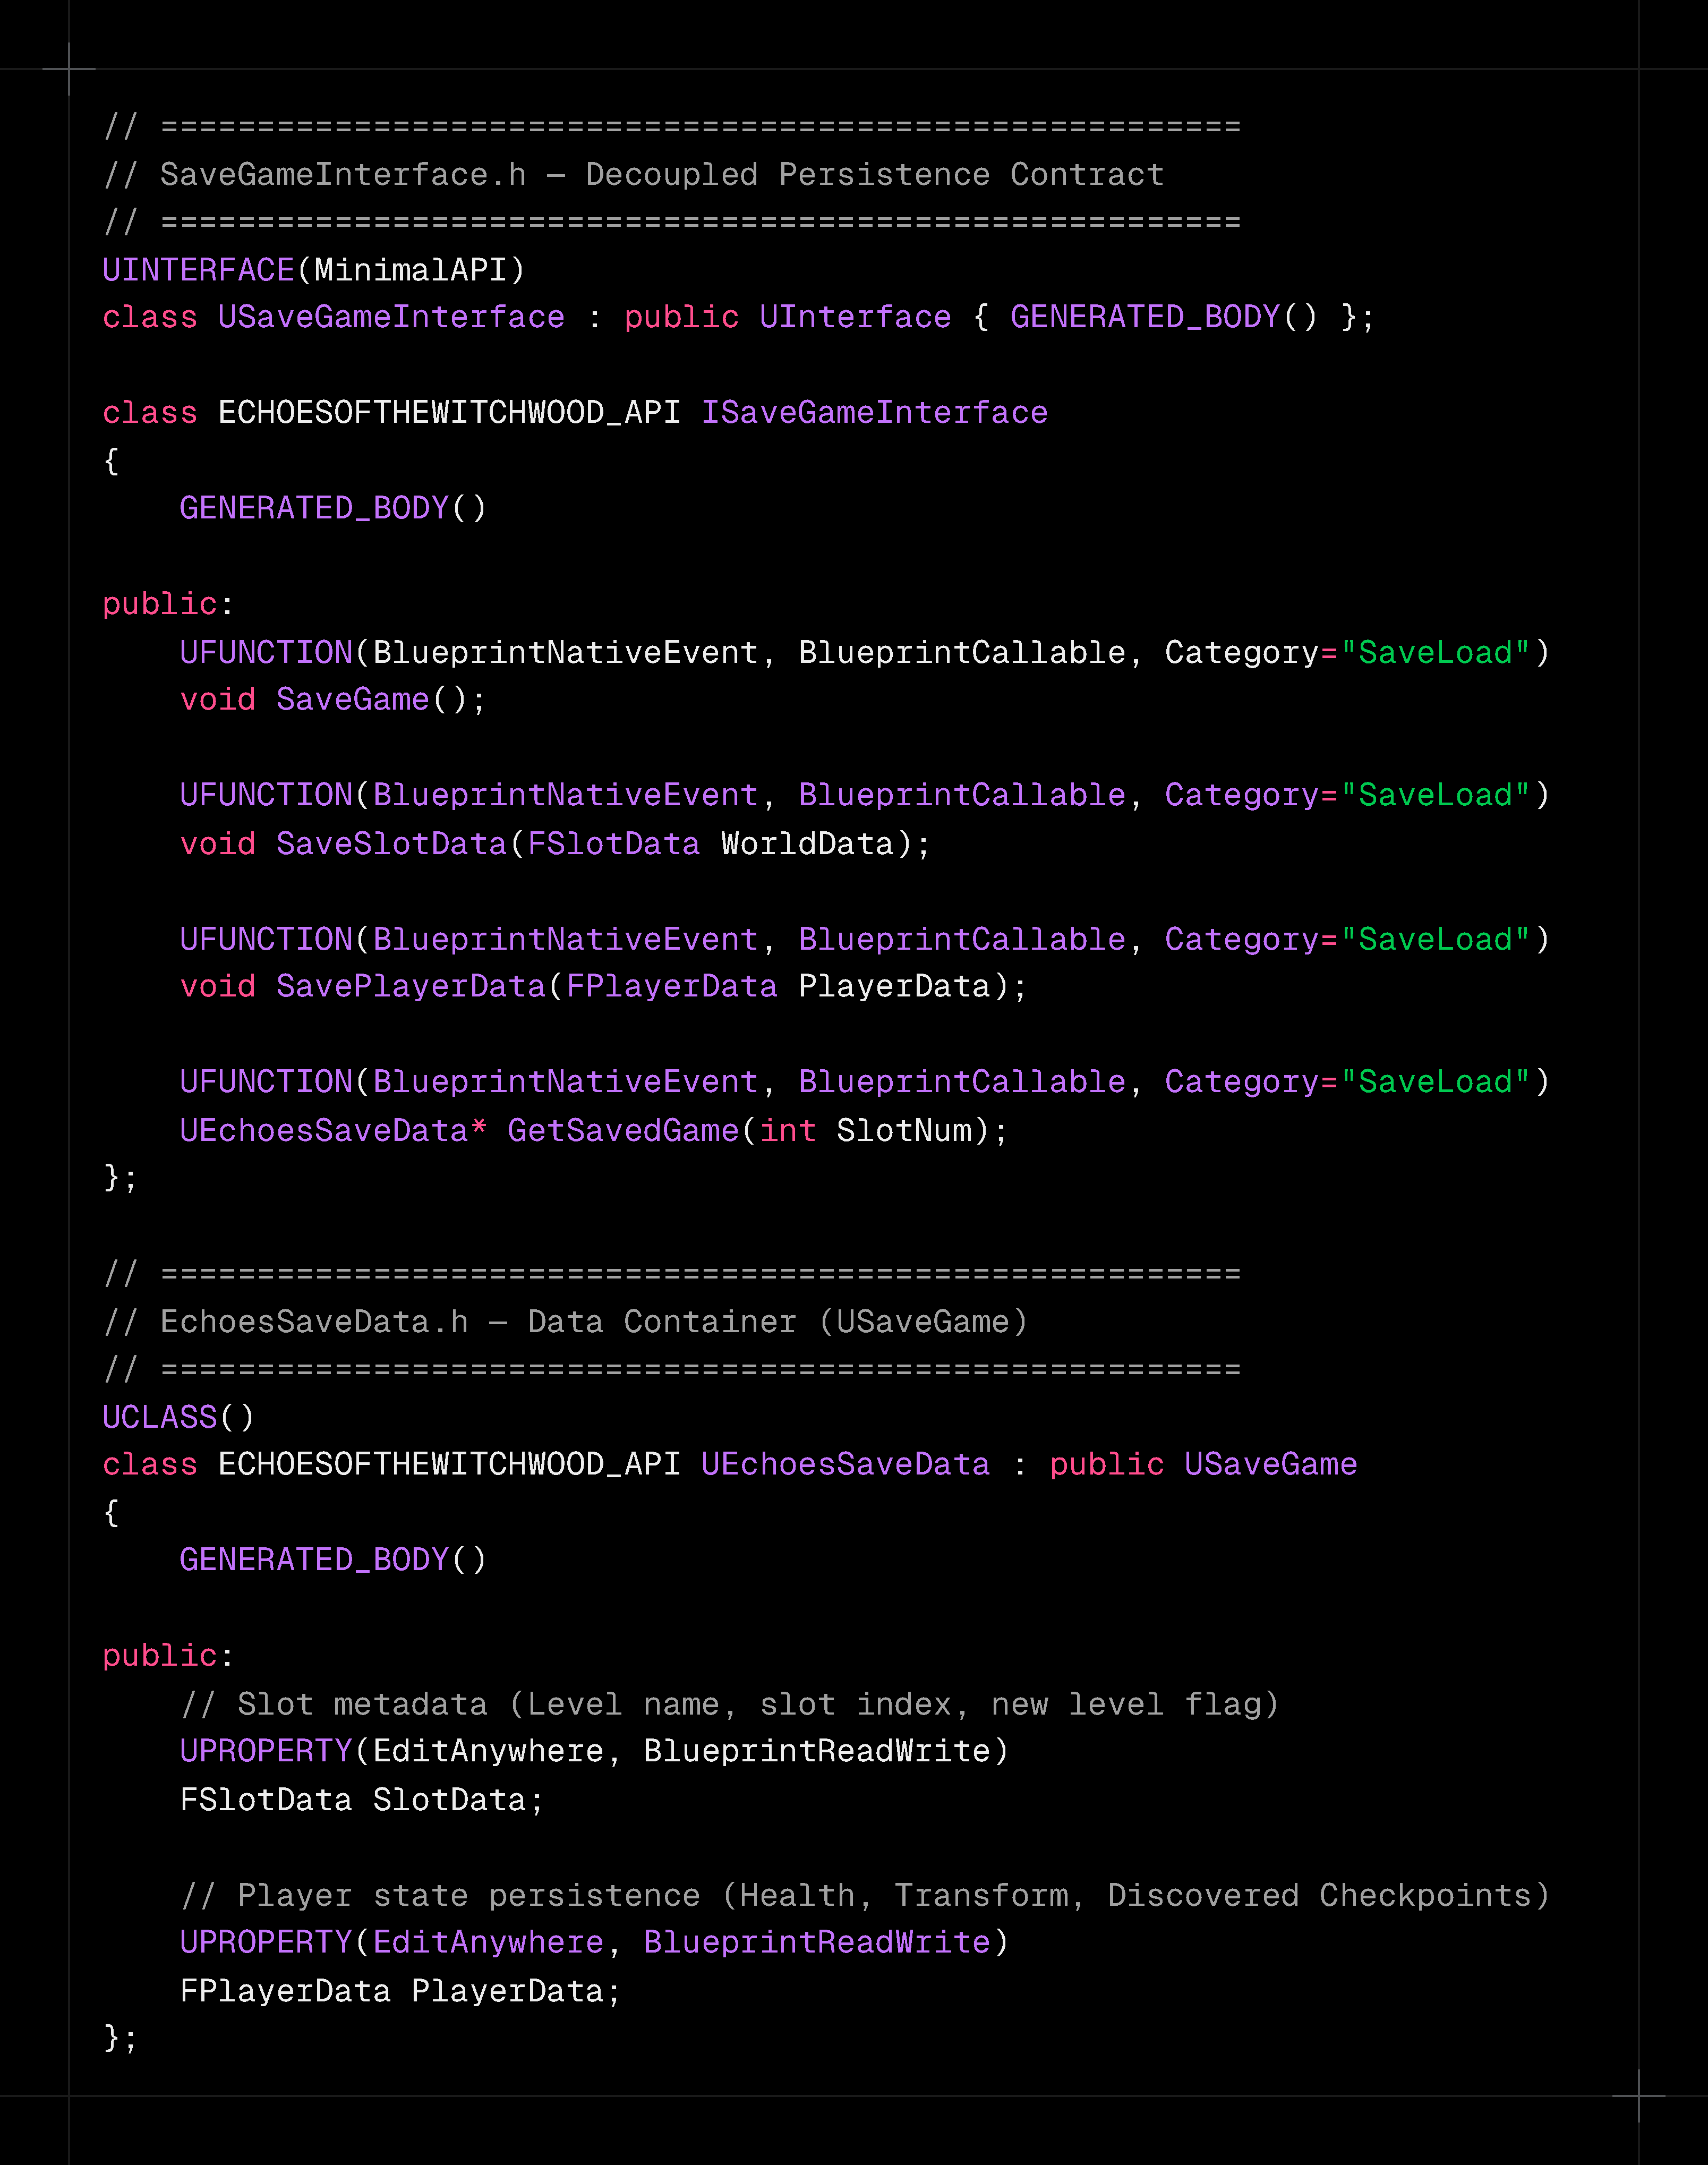 // ========================================================
// SaveGameInterface.h — Decoupled Persistence Contract
// ========================================================
UINTERFACE(MinimalAPI)
class USaveGameInterface : public UInterface { GENERATED_BODY() };

class ECHOESOFTHEWITCHWOOD_API ISaveGameInterface
{
    GENERATED_BODY()

public:
    UFUNCTION(BlueprintNativeEvent, BlueprintCallable, Category="SaveLoad")
    void SaveGame();

    UFUNCTION(BlueprintNativeEvent, BlueprintCallable, Category="SaveLoad")
    void SaveSlotData(FSlotData WorldData);

    UFUNCTION(BlueprintNativeEvent, BlueprintCallable, Category="SaveLoad")
    void SavePlayerData(FPlayerData PlayerData);

    UFUNCTION(BlueprintNativeEvent, BlueprintCallable, Category="SaveLoad")
    UEchoesSaveData* GetSavedGame(int SlotNum);
};

// ========================================================
// EchoesSaveData.h — Data Container (USaveGame)
// ========================================================
UCLASS()
class ECHOESOFTHEWITCHWOOD_API UEchoesSaveData : public USaveGame
{
    GENERATED_BODY()

public:
    // Slot metadata (Level name, slot index, new level flag)
    UPROPERTY(EditAnywhere, BlueprintReadWrite)
    FSlotData SlotData;

    // Player state persistence (Health, Transform, Discovered Checkpoints)
    UPROPERTY(EditAnywhere, BlueprintReadWrite)
    FPlayerData PlayerData;
};